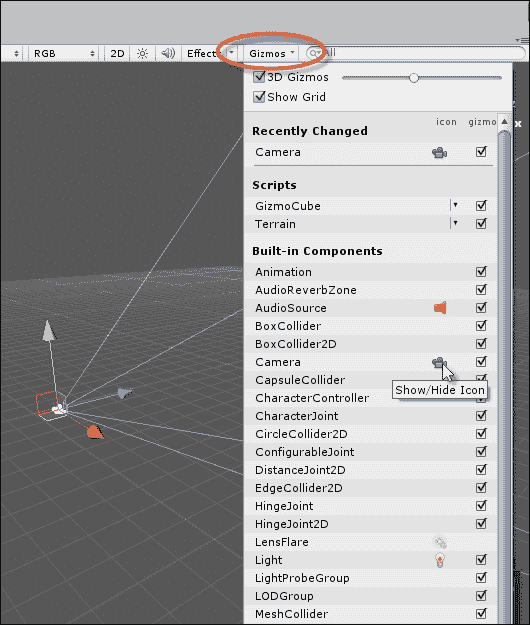 RGB 2D Effects Gizmos All
3D Gizmos
Show Grid
icon gizmo
Recently Changed
Camera
Scripts
GizmoCube
Terrain
Built-in Components
Animation
AudioReverbZone
AudioSource
BoxCollider
BoxCollider2D
Camera
CapsuleCollider
Show/Hide Icon
CharacterController
CharacterJoint
CircleCollider2D
ConfigurableJoint
DistanceJoint2D
EdgeCollider2D
HingeJoint
HingeJoint2D
LensFlare
Light
LightProbeGroup
LODGroup
MeshCollider